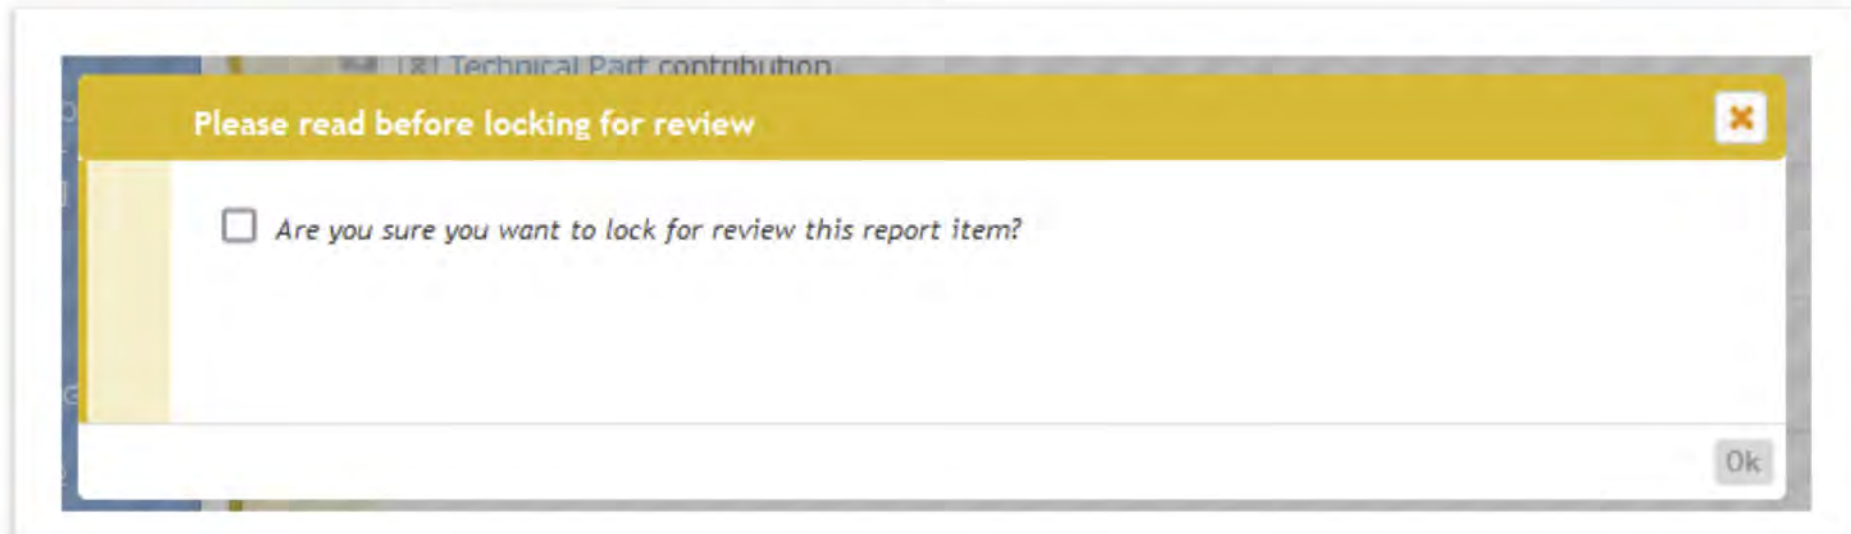 Technical Part contribution
Please read before locking for review
Are you sure you want to lock for review this report item?
Ok